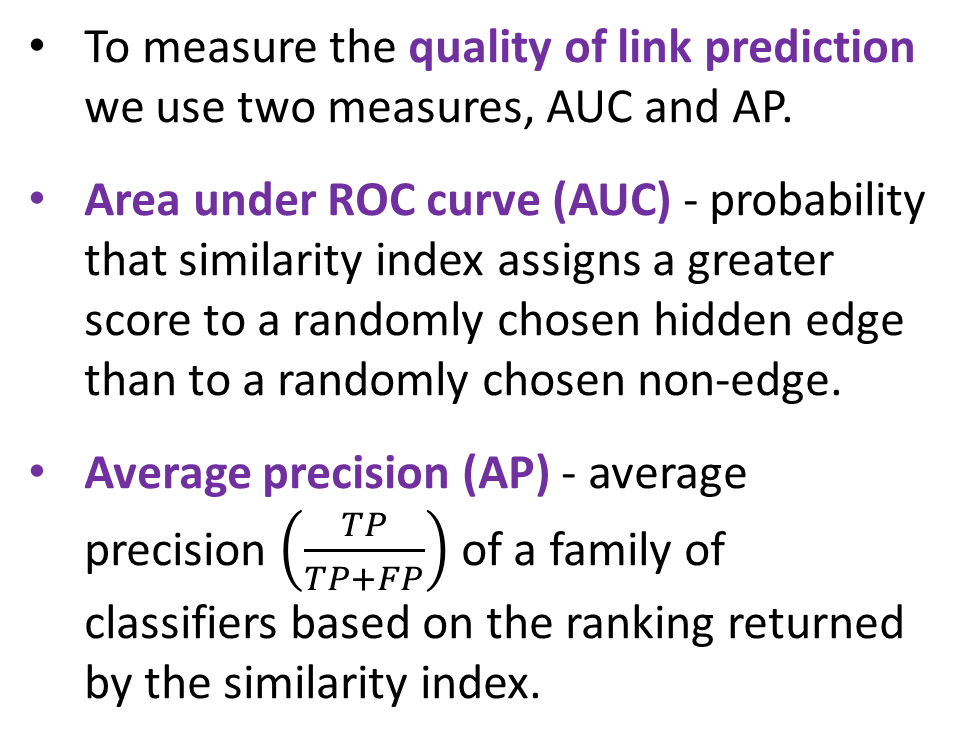 • To measure the quality of link prediction
we use two measures, AUC and AP.
• Area under ROC curve (AUC) - probability
that similarity index assigns a greater
score to a randomly chosen hidden edge
than to a randomly chosen non-edge.
• Average precision (AP) - average
precision (TP/(TP+FP)) of a family of
classifiers based on the ranking returned
by the similarity index.